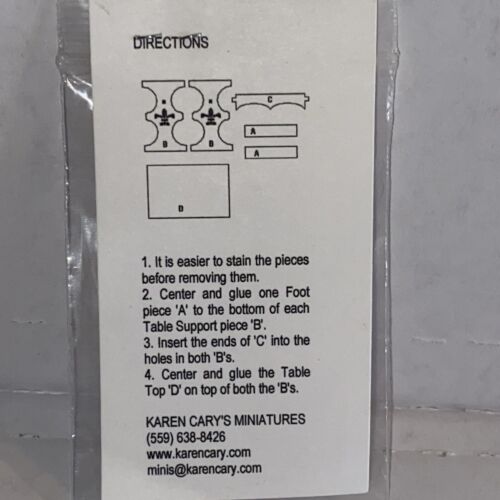 DIRECTIONS
C
A
B
B
A
D
1. It is easier to stain the pieces
before removing them.
2. Center and glue one Foot
piece 'A' to the bottom of each
Table Support piece 'B'.
3. Insert the ends of 'C' into the
holes in both 'B's.
4. Center and glue the Table
Top 'D' on top of both the 'B's.
KAREN CARY'S MINIATURES
(559) 638-8426
www.karencary.com
minis@karencary.com